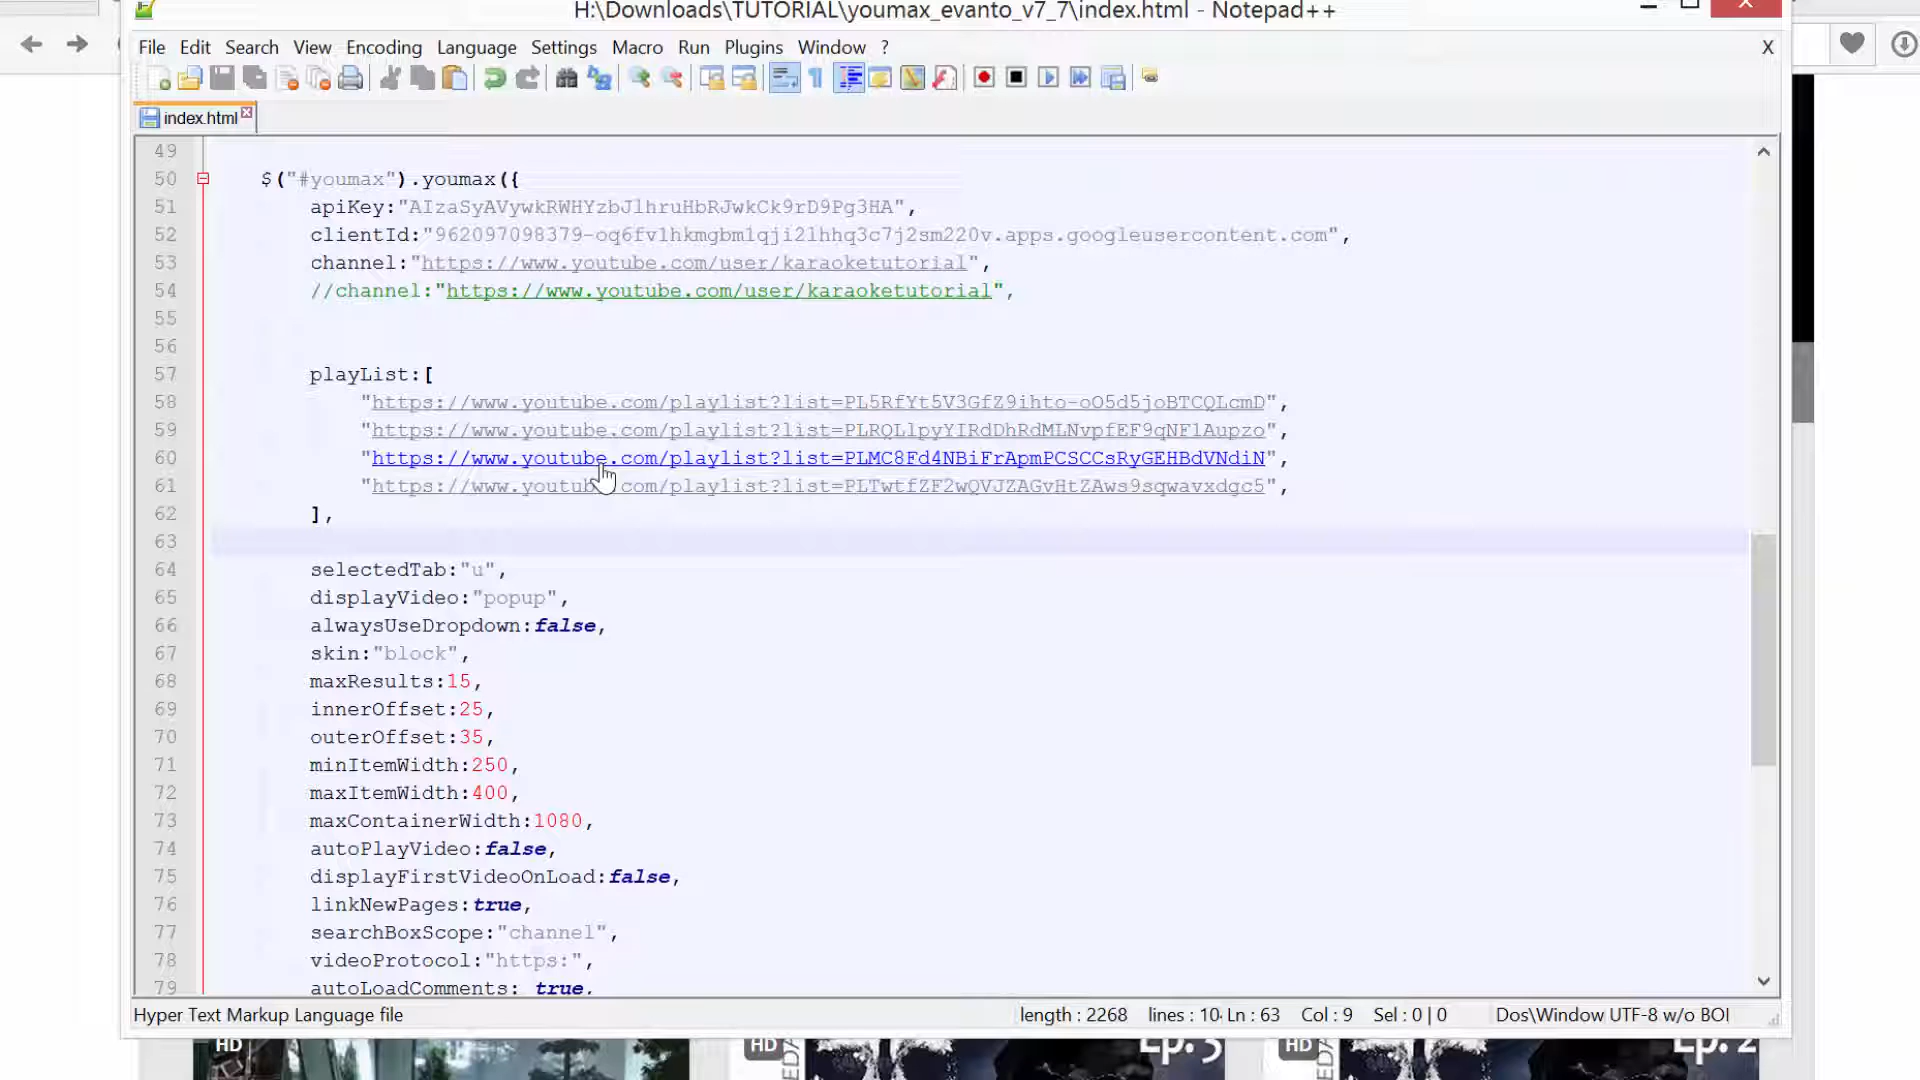 H:\Downloads\TUTORIAL\youmax_evanto_v7_7\index.html - Notepad++
File Edit Search View Encoding Language Settings Macro Run Plugins Window ? X
index.html
49
50 $("#youmax").youmax({
51 apiKey:"AIzaSyAVywkRWHYzbJlhruHbRJwkCk9rD9Pg3HA",
52 clientId:"962097098379-oq6fvlhkmgbm1qji2lhhq3c7j2sm220v.apps.googleusercontent.com",
53 channel:"https://www.youtube.com/user/karaoketutorial",
54 //channel:"https://www.youtube.com/user/karaoketutorial",
55
56
57 playList:[
58 "https://www.youtube.com/playlist?list=PL5RfYt5V3GfZ9ihto-oO5d5joBTCQLcmD",
59 "https://www.youtube.com/playlist?list=PLRQLlpyYIRdDhRdMLNvpfEF9qNF1Aupzo",
60 "https://www.youtube.com/playlist?list=PLMC8Fd4NBiFrApmPCSCCsRyGEHBdVNdiN",
61 "https://www.youtube.com/playlist?list=PLTwtfZF2wQVJZAGvHtZAws9sqwavxdgc5",
62 ],
63
64 selectedTab:"u",
65 displayVideo:"popup",
66 alwaysUseDropdown:false,
67 skin:"block",
68 maxResults:15,
69 innerOffset:25,
70 outerOffset:35,
71 minItemWidth:250,
72 maxItemWidth:400,
73 maxContainerWidth:1080,
74 autoPlayVideo:false,
75 displayFirstVideoOnLoad:false,
76 linkNewPages:true,
77 searchBoxScope:"channel",
78 videoProtocol:"https:",
79 autoLoadComments: true,
Hyper Text Markup Language file length : 2268 lines : 10 Ln : 63 Col : 9 Sel : 0 | 0 Dos\Window UTF-8 w/o BOI
HD HD Ep. 3 HD Ep. 2